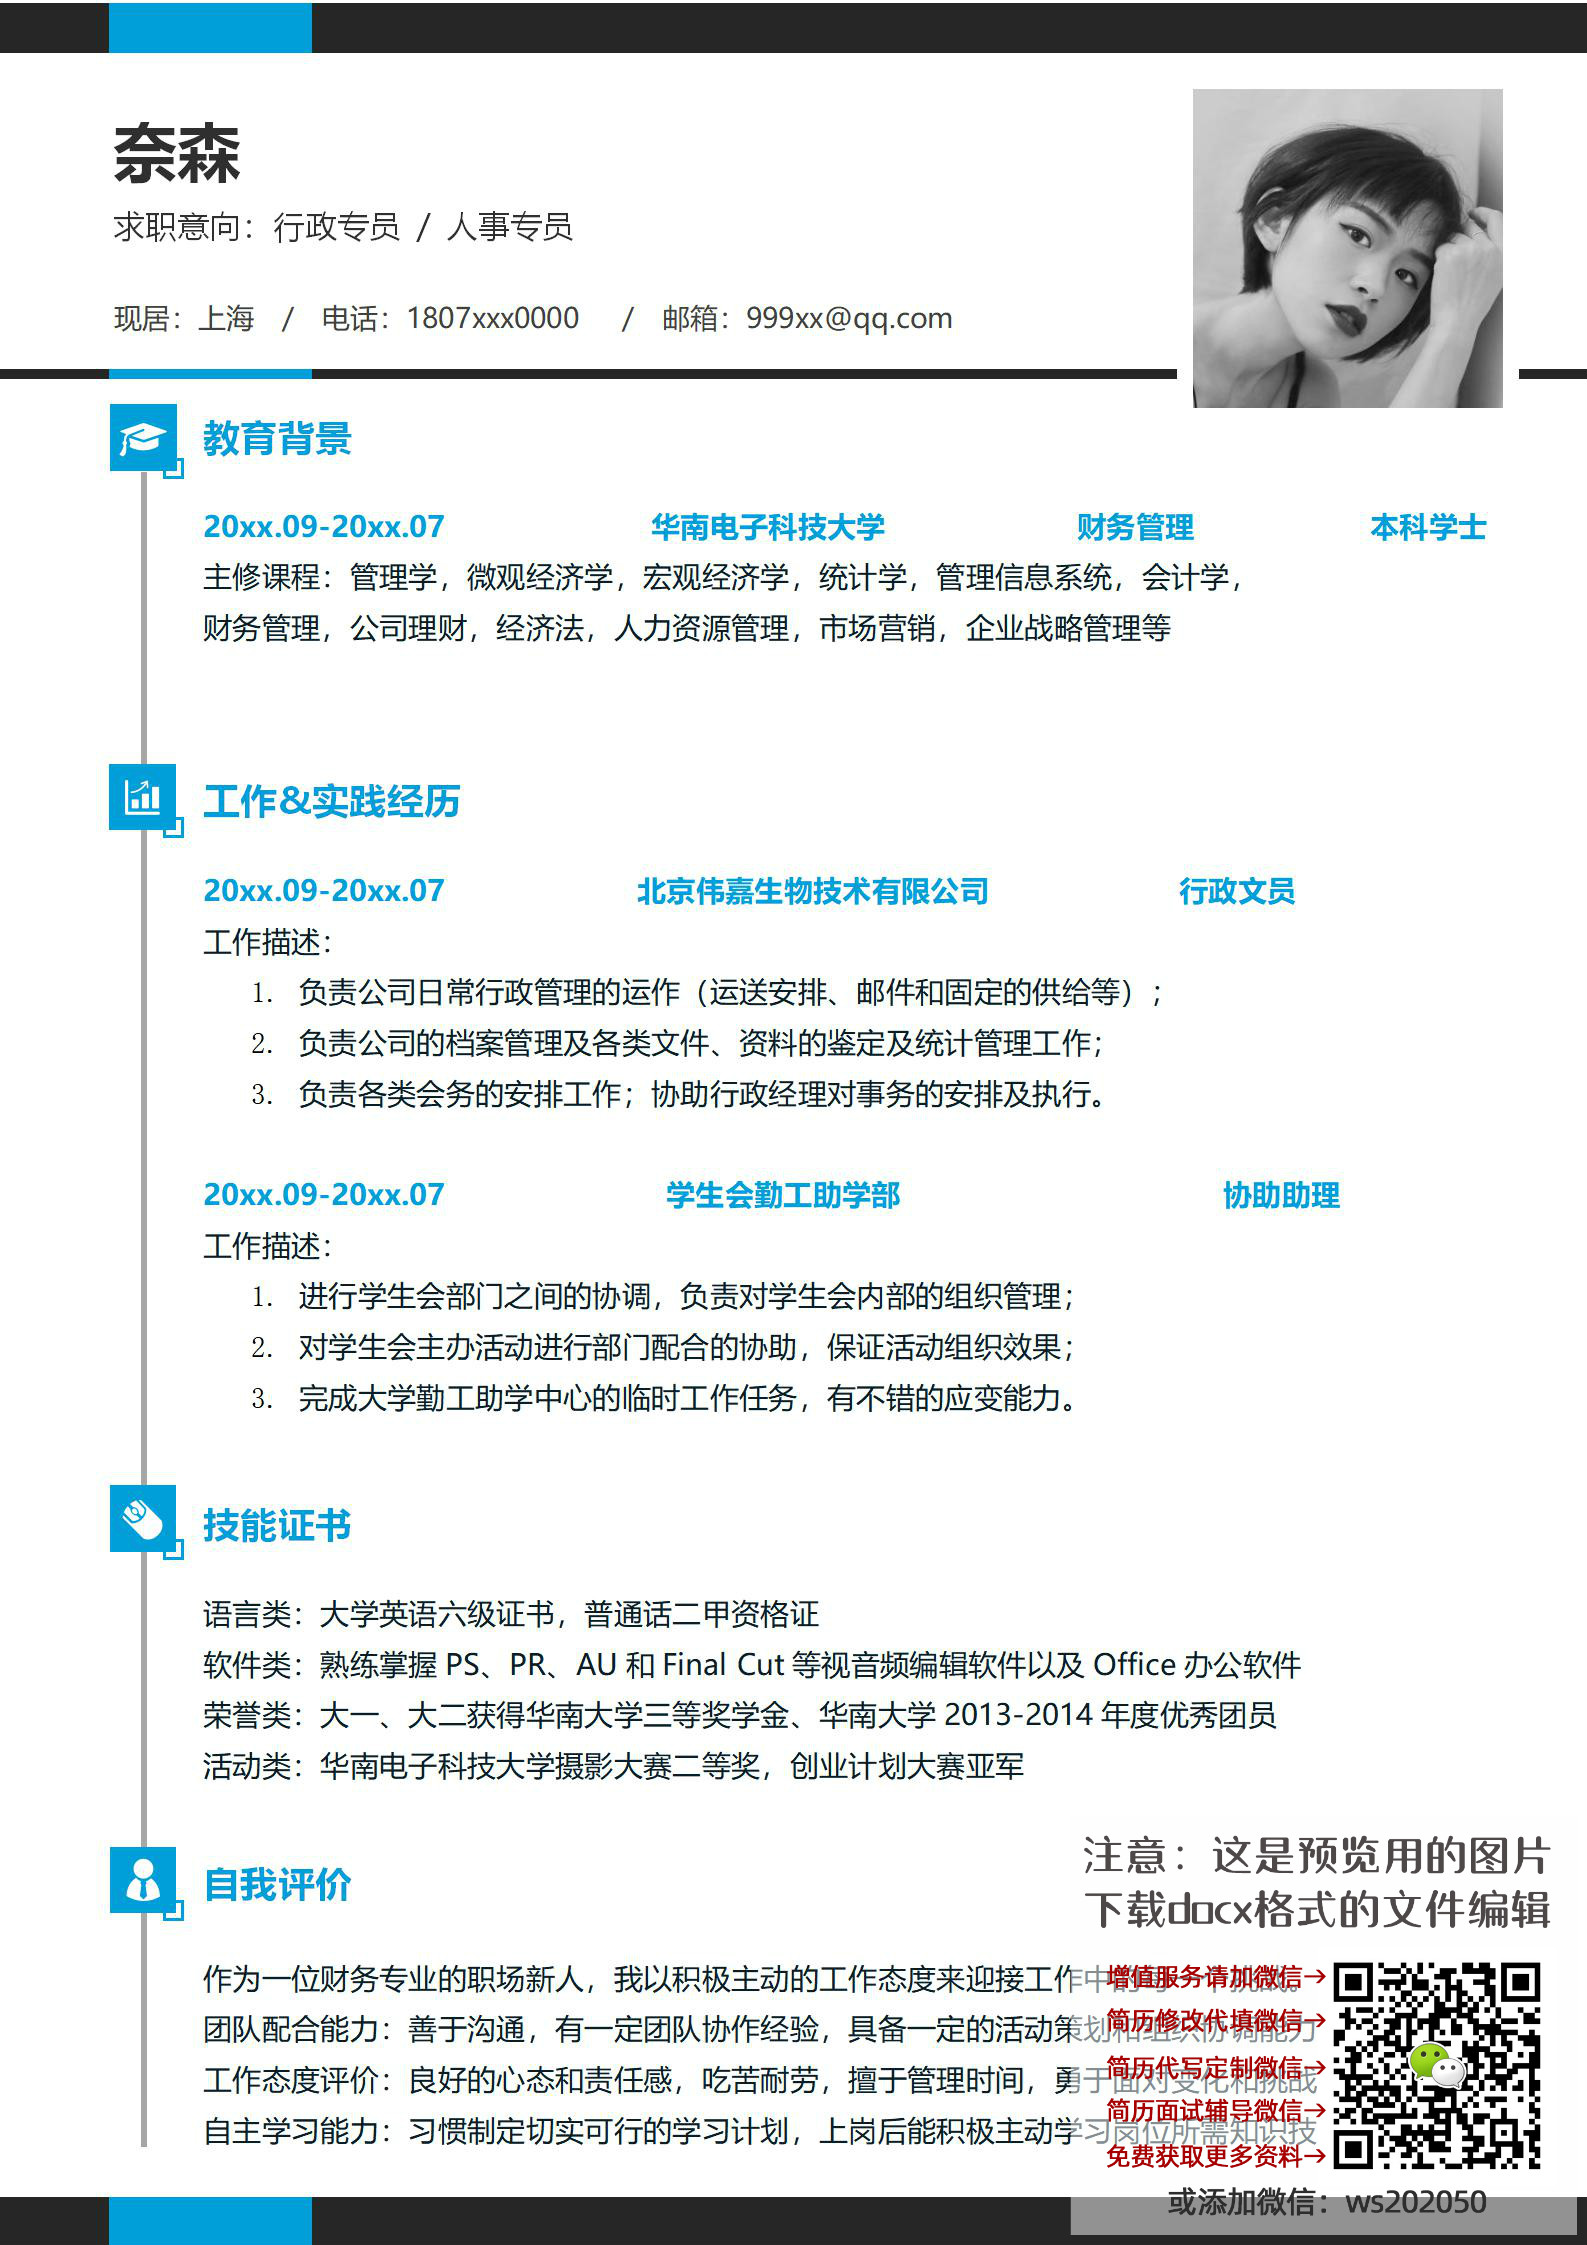 奈森
求职意向：行政专员 / 人事专员
现居：上海 / 电话：1807xxx0000 / 邮箱：999xx@qq.com
教育背景
20xx.09-20xx.07 华南电子科技大学 财务管理 本科学士
主修课程：管理学，微观经济学，宏观经济学，统计学，管理信息系统，会计学，
财务管理，公司理财，经济法，人力资源管理，市场营销，企业战略管理等
工作&实践经历
20xx.09-20xx.07 北京伟嘉生物技术有限公司 行政文员
工作描述：
1. 负责公司日常行政管理的运作（运送安排、邮件和固定的供给等）；
2. 负责公司的档案管理及各类文件、资料的鉴定及统计管理工作；
3. 负责各类会务的安排工作；协助行政经理对事务的安排及执行。
20xx.09-20xx.07 学生会勤工助学部 协助助理
工作描述：
1. 进行学生会部门之间的协调，负责对学生会内部的组织管理；
2. 对学生会主办活动进行部门配合的协助，保证活动组织效果；
3. 完成大学勤工助学中心的临时工作任务，有不错的应变能力。
技能证书
语言类：大学英语六级证书，普通话二甲资格证
软件类：熟练掌握 PS、PR、AU 和 Final Cut 等视音频编辑软件以及 Office 办公软件
荣誉类：大一、大二获得华南大学三等奖学金、华南大学 2013-2014 年度优秀团员
活动类：华南电子科技大学摄影大赛二等奖，创业计划大赛亚军
自我评价
作为一位财务专业的职场新人，我以积极主动的工作态度来迎接工作中的每一个挑战。
团队配合能力：善于沟通，有一定团队协作经验，具备一定的活动策划和组织协调能力
工作态度评价：良好的心态和责任感，吃苦耐劳，擅于管理时间，勇于面对变化和挑战
自主学习能力：习惯制定切实可行的学习计划，上岗后能积极主动学习岗位所需知识技
注意：这是预览用的图片
下载docx格式的文件编辑
增值服务请加微信→
简历修改代填微信→
简历代写定制微信→
简历面试辅导微信→
免费获取更多资料→
或添加微信：ws202050